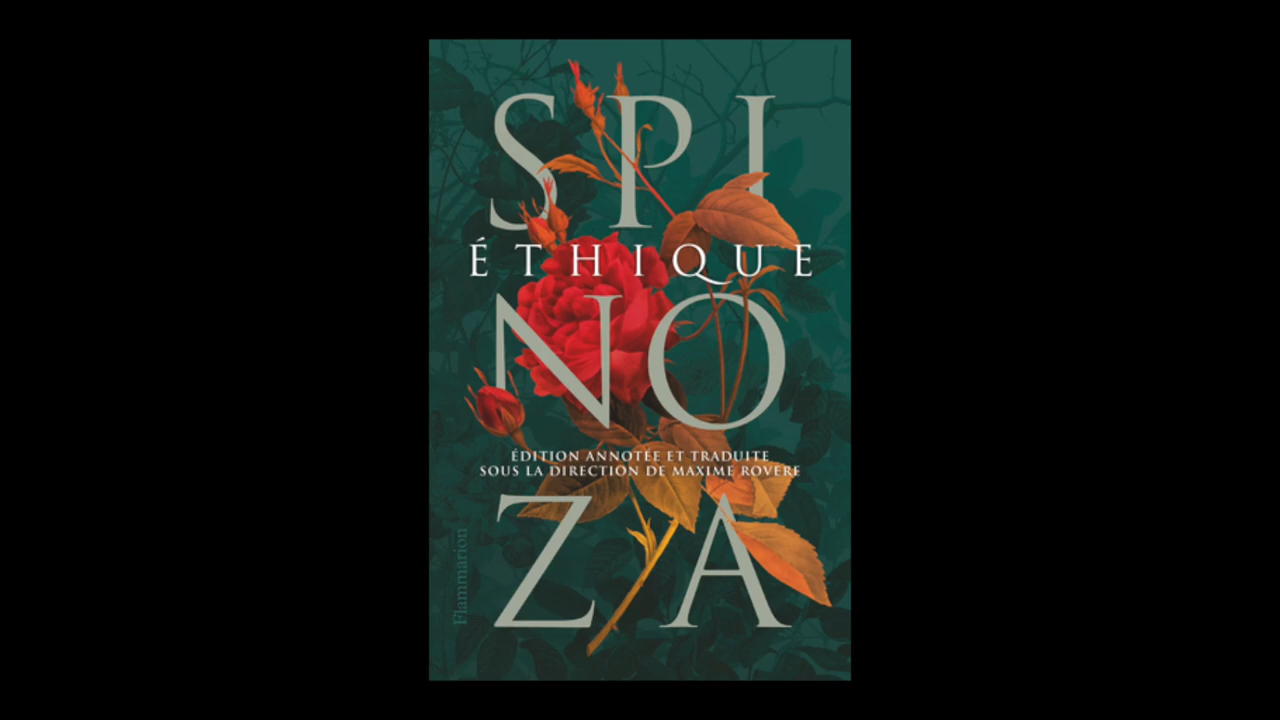 SPI
ÉTHIQUE
NO
ÉDITION ANNOTÉE ET TRADUITE
SOUS LA DIRECTION DE MAXIME ROVERE
ZA
Flammarion